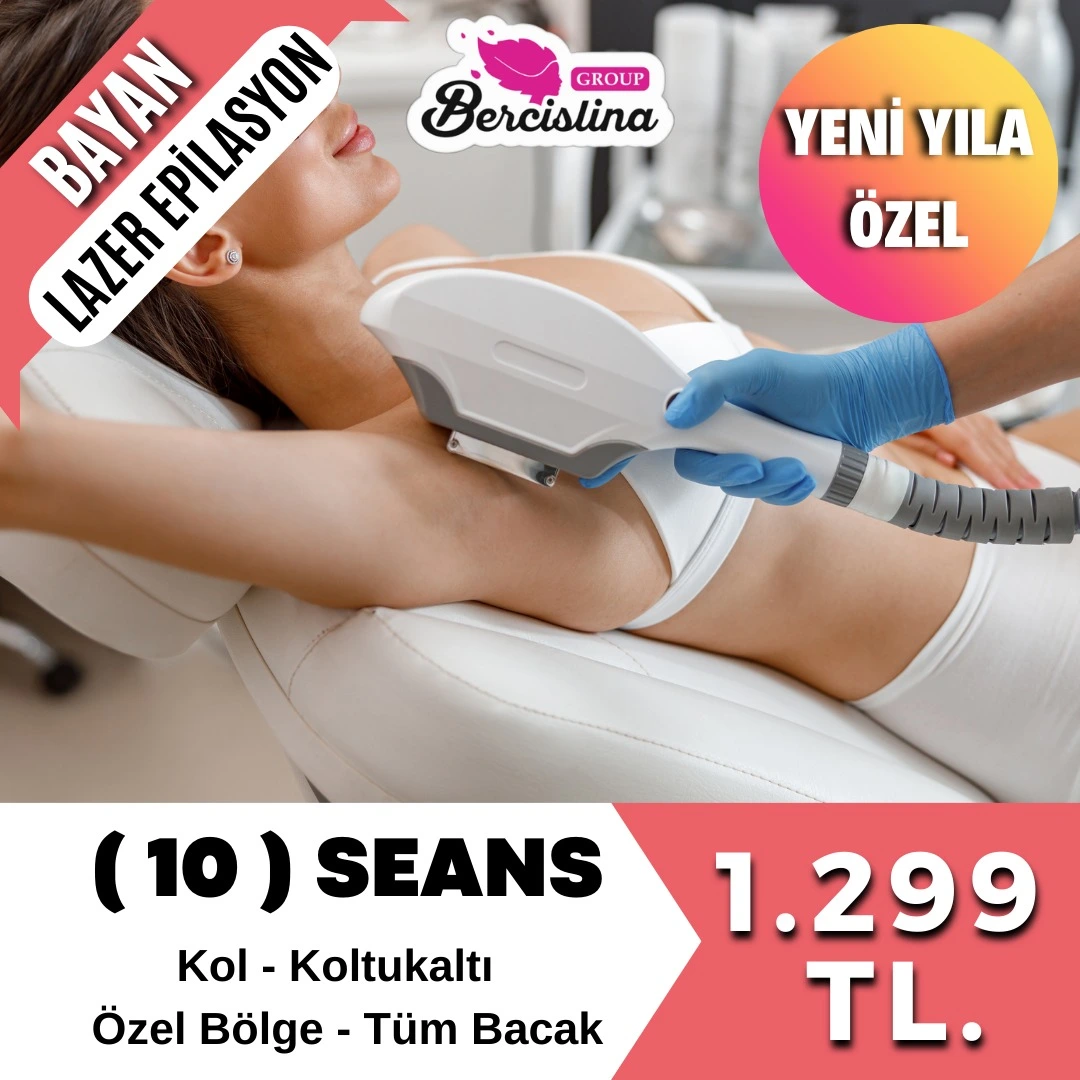 BAYAN
LAZER EPİLASYON
GROUP
Bercislina
YENİ YILA
ÖZEL
( 10 ) SEANS
Kol - Koltukaltı
Özel Bölge - Tüm Bacak
1.299
TL.